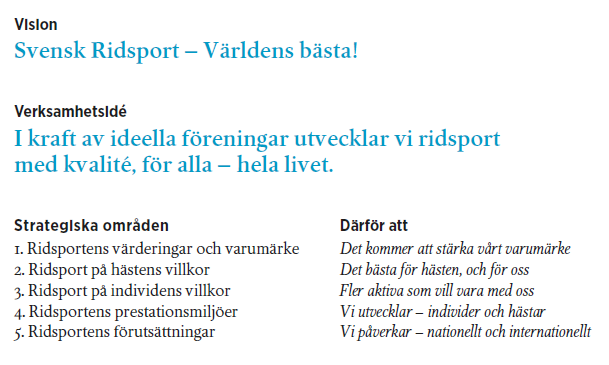 Vision
Svensk Ridsport – Världens bästa!
Verksamhetsidé
I kraft av ideella föreningar utvecklar vi ridsport
med kvalité, för alla – hela livet.
Strategiska områden
1. Ridsportens värderingar och varumärke
2. Ridsport på hästens villkor
3. Ridsport på individens villkor
4. Ridsportens prestationsmiljöer
5. Ridsportens förutsättningar
Därför att
Det kommer att stärka vårt varumärke
Det bästa för hästen, och för oss
Fler aktiva som vill vara med oss
Vi utvecklar – individer och hästar
Vi påverkar – nationellt och internationellt